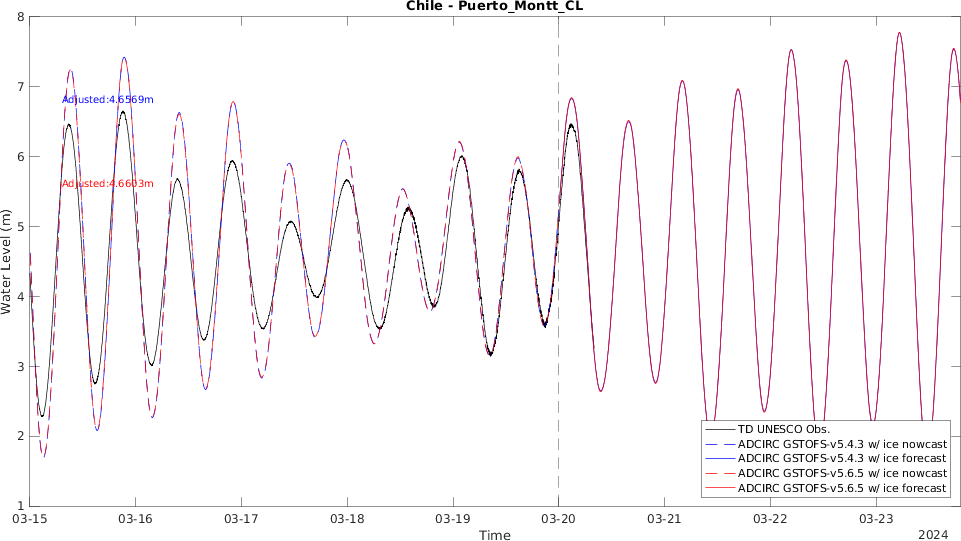 Chile - Puerto_Montt_CL
8
7
6
5
4
3
2
1
Water Level (m)
Adjusted:4.6569m
Adjusted:4.6603m
TD UNESCO Obs.
ADCIRC GSTOFS-v5.4.3 w/ ice nowcast
ADCIRC GSTOFS-v5.4.3 w/ ice forecast
ADCIRC GSTOFS-v5.6.5 w/ ice nowcast
ADCIRC GSTOFS-v5.6.5 w/ ice forecast
03-15 03-16 03-17 03-18 03-19 03-20 03-21 03-22 03-23
Time
2024